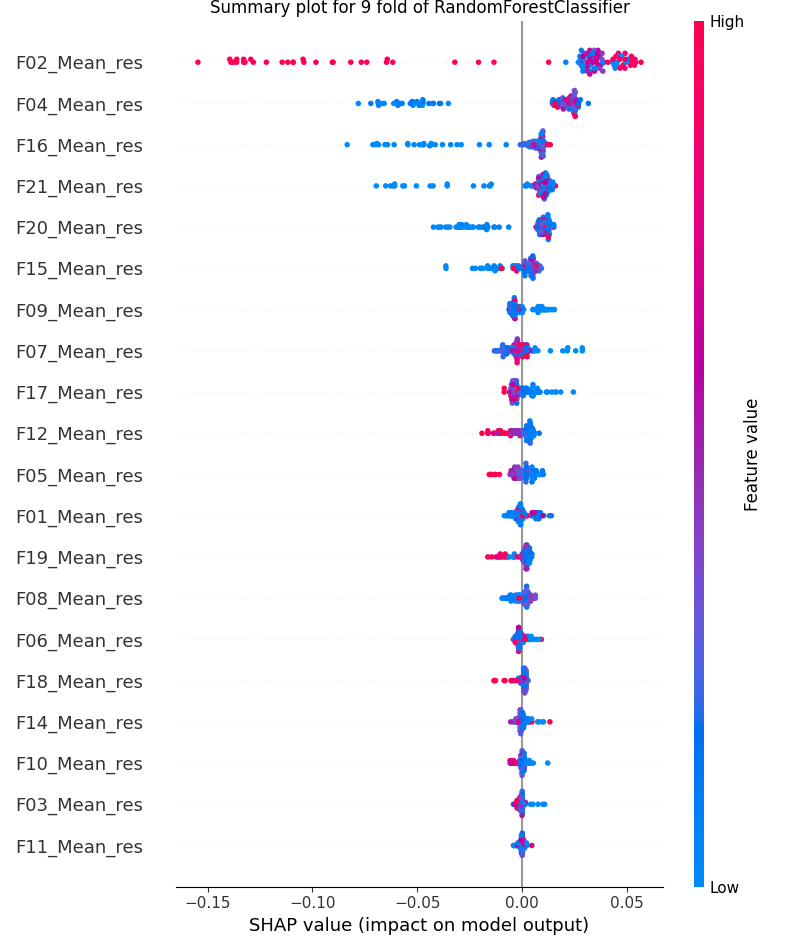 Summary plot for 9 fold of RandomForestClassifier
High
F02_Mean_res
F04_Mean_res
F16_Mean_res
F21_Mean_res
F20_Mean_res
F15_Mean_res
F09_Mean_res
F07_Mean_res
F17_Mean_res
F12_Mean_res
F05_Mean_res
F01_Mean_res
F19_Mean_res
F08_Mean_res
F06_Mean_res
F18_Mean_res
F14_Mean_res
F10_Mean_res
F03_Mean_res
F11_Mean_res
Feature value
Low
−0.15 −0.10 −0.05 0.00 0.05
SHAP value (impact on model output)